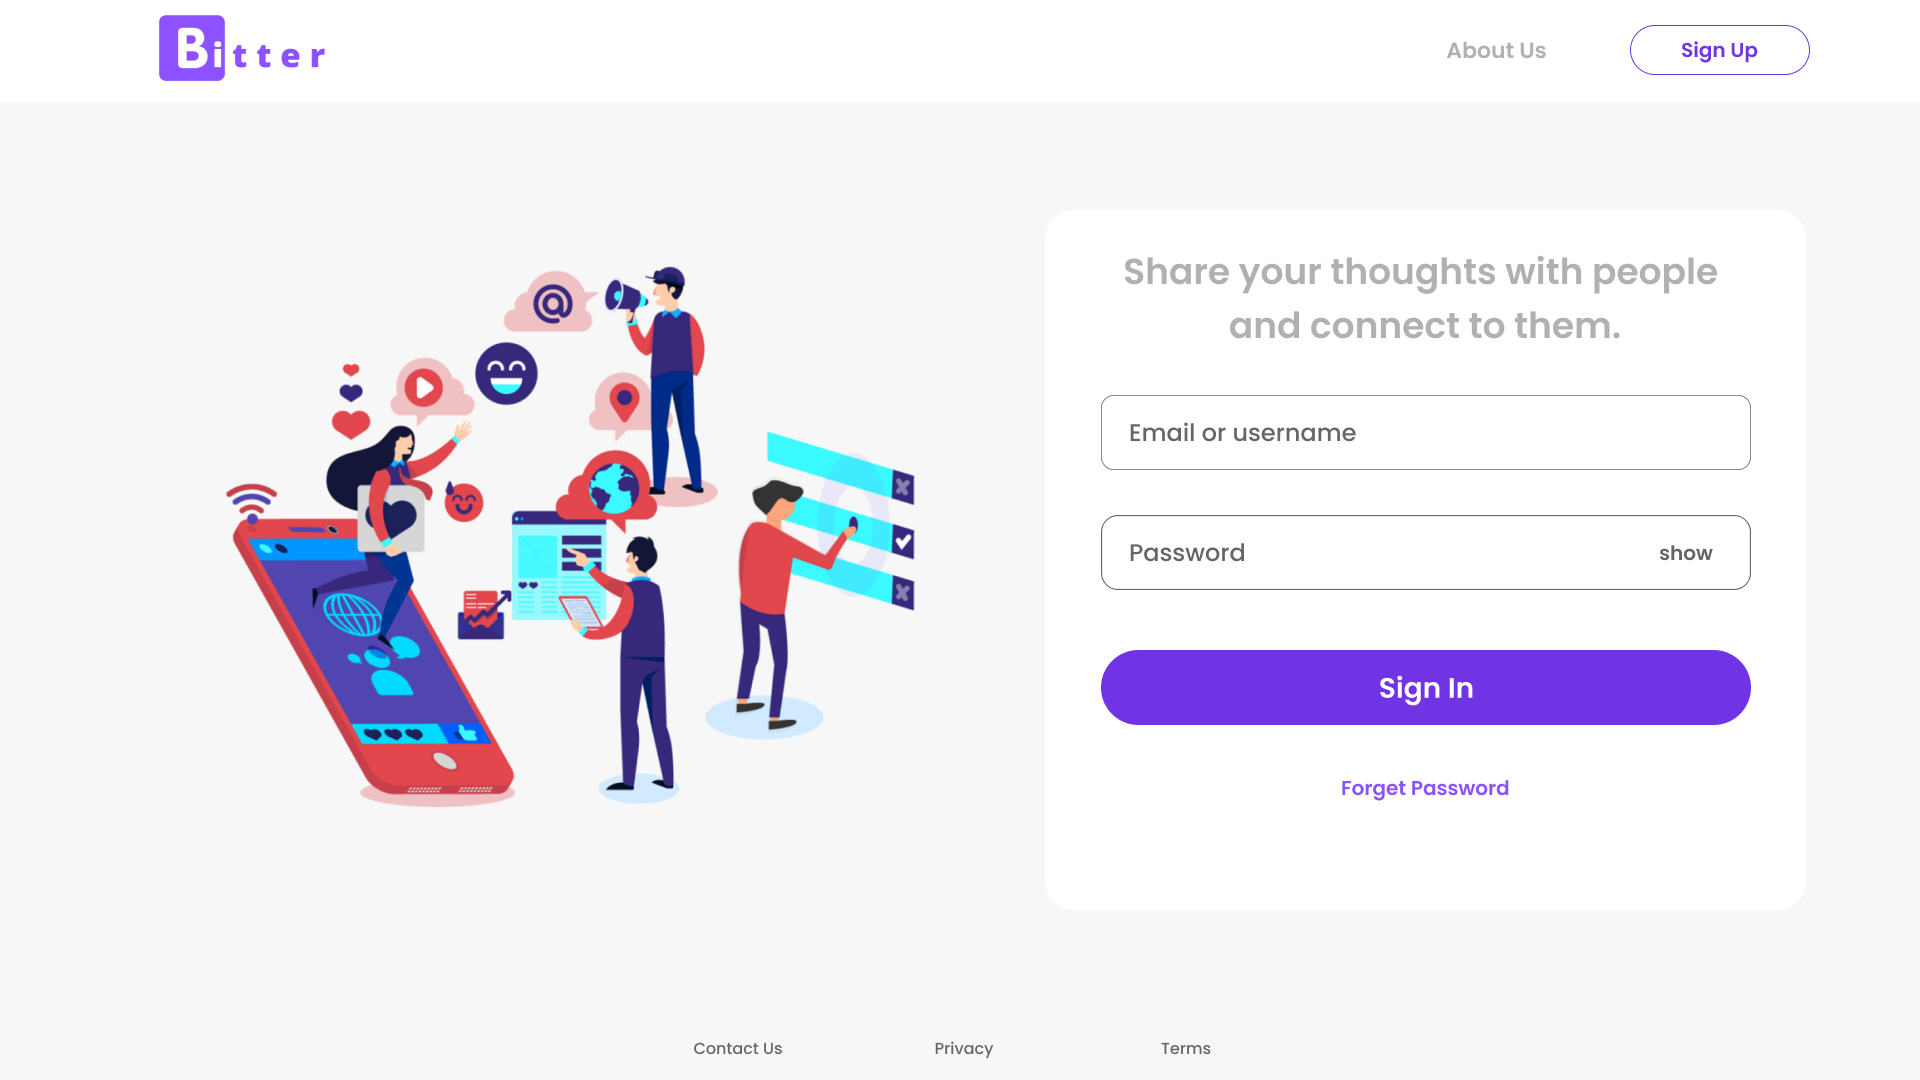 Bitter
About Us
Sign Up
Share your thoughts with people
and connect to them.
Email or username
Password
show
Sign In
Forget Password
Contact Us
Privacy
Terms